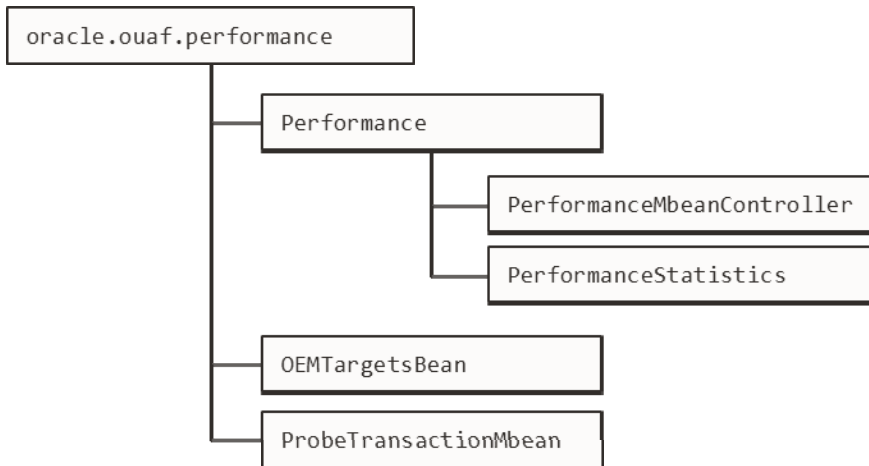 oracle.ouaf.performance
Performance
PerformanceMbeanController
PerformanceStatistics
OEMTargetsBean
ProbeTransactionMbean